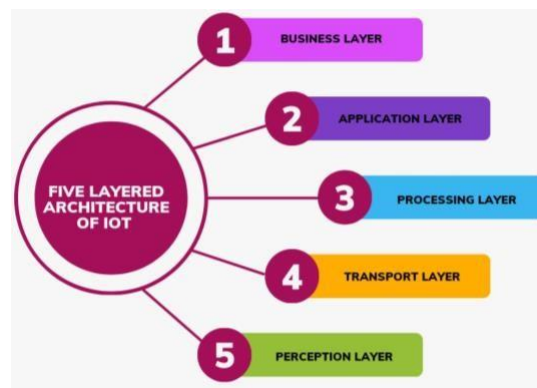 FIVE LAYERED
ARCHITECTURE
OF IOT
1
BUSINESS LAYER
2
APPLICATION LAYER
3
PROCESSING LAYER
4
TRANSPORT LAYER
5
PERCEPTION LAYER